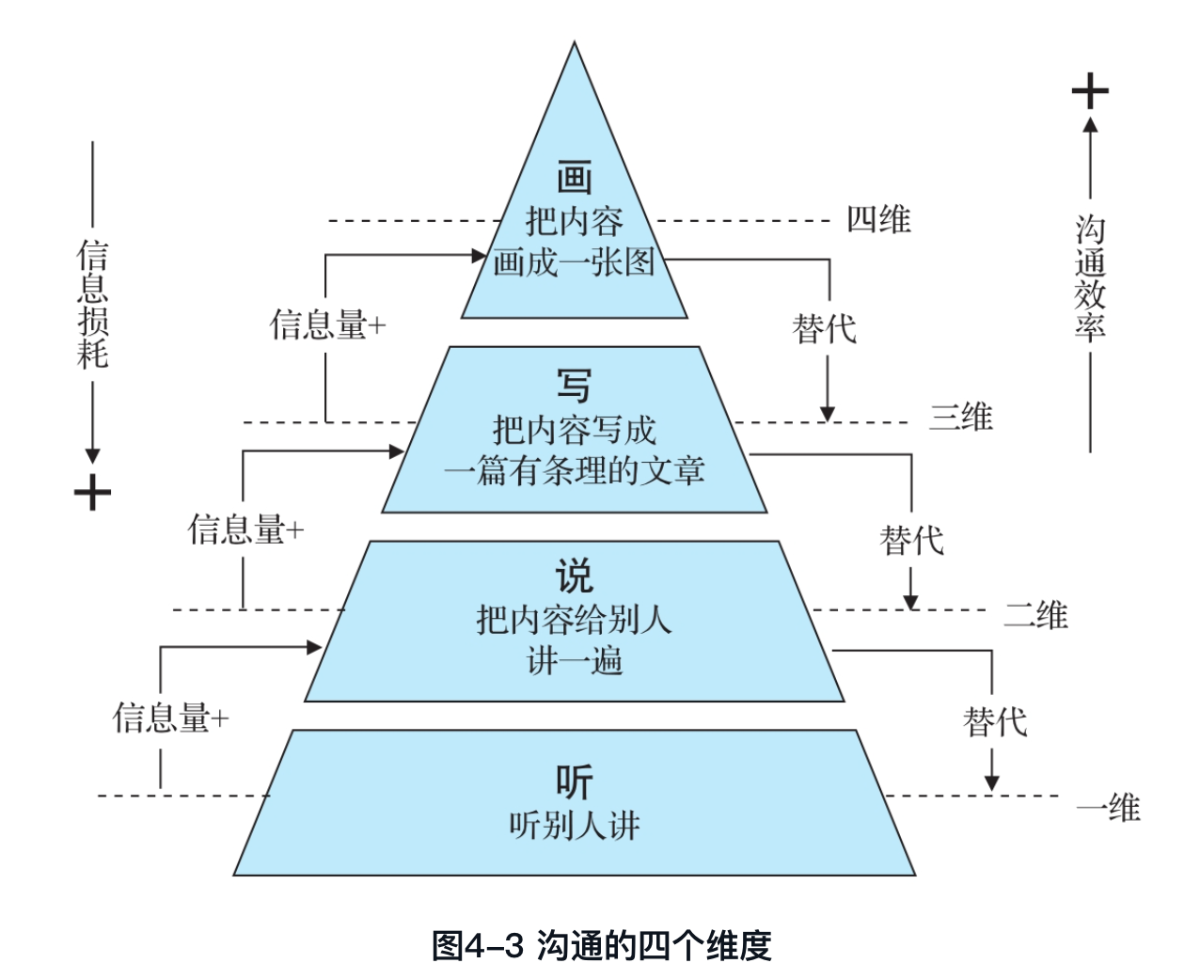 +
画
把内容
四维
沟通效率
信息损耗
画成一张图
信息量+
替代
写
三维
把内容写成
一篇有条理的文章
+
信息量+
替代
说
二维
把内容给别人
讲一遍
信息量+
替代
听
一维
听别人讲
图4–3 沟通的四个维度